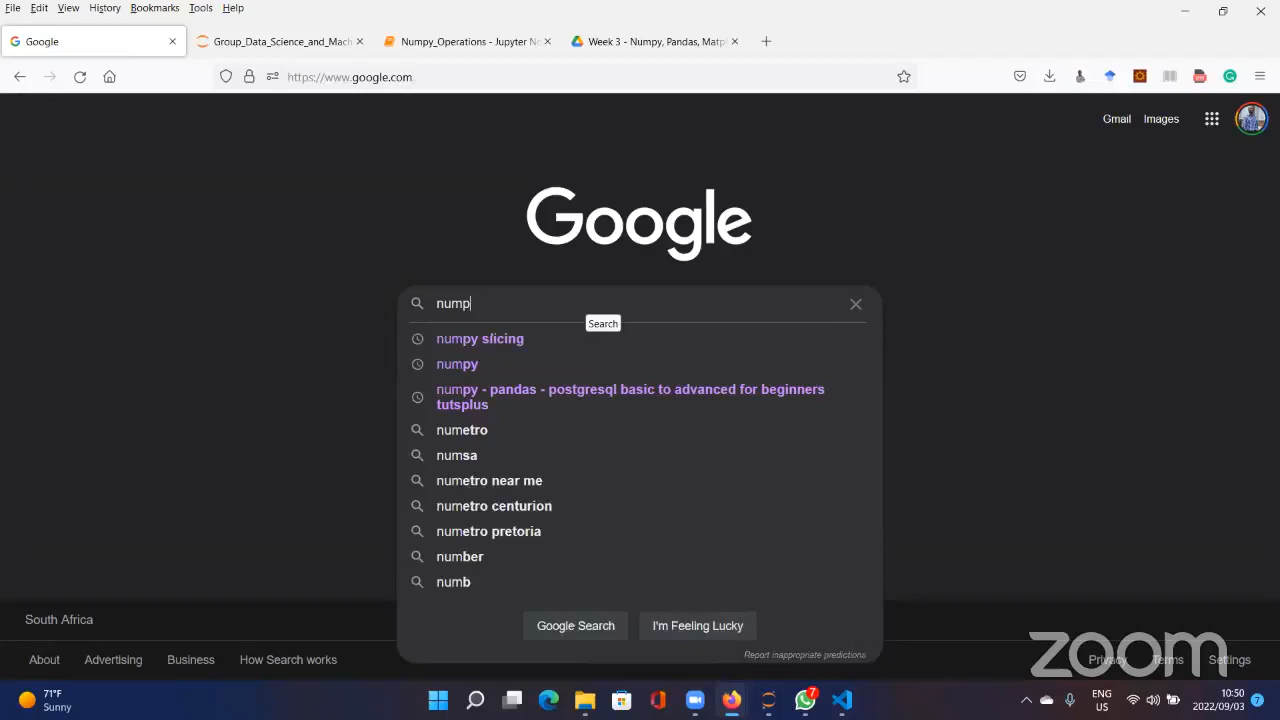 File Edit View History Bookmarks Tools Help
Google
Group_Data_Science_and_Mach
Numpy_Operations - Jupyter No
Week 3 - Numpy, Pandas, Matpl
https://www.google.com
Gmail Images
Google
nump
Search
numpy slicing
numpy
numpy - pandas - postgresql basic to advanced for beginners
tutsplus
numetro
numsa
numetro near me
numetro centurion
numetro pretoria
number
numb
Google Search I'm Feeling Lucky
Report inappropriate predictions
South Africa
About Advertising Business How Search works
Privacy Terms Settings
zoom
71°F
Sunny
7
ENG
US
10:50
2022/09/03
7